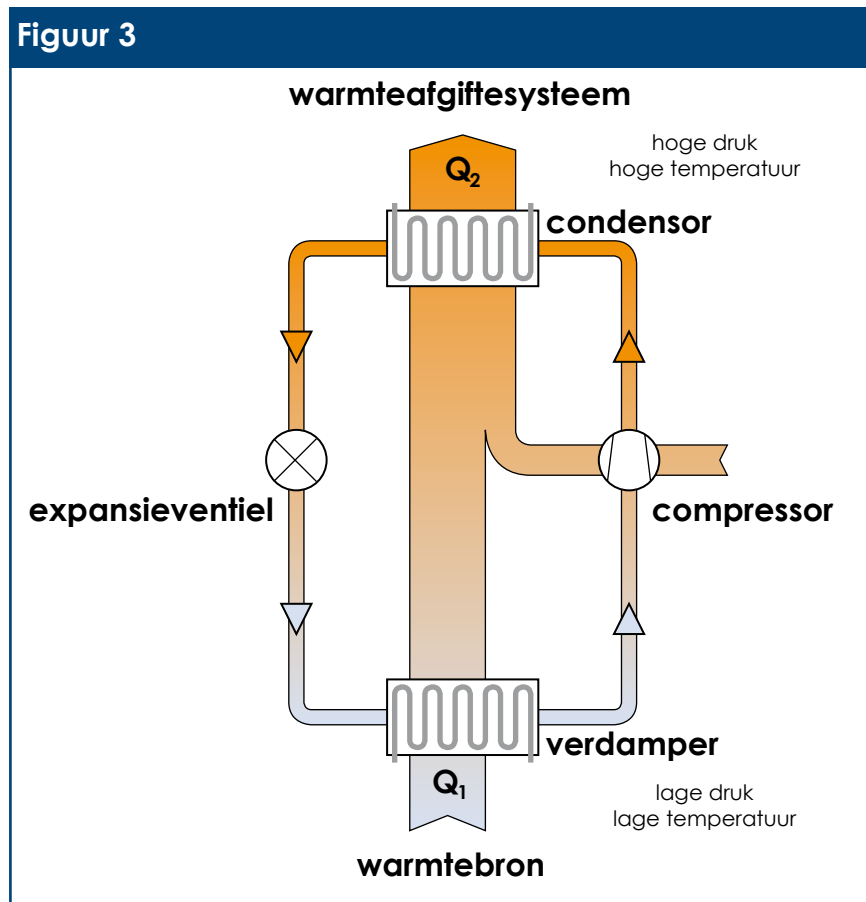 Figuur 3
warmteafgiftesysteem
hoge druk
hoge temperatuur
Q₂
condensor
expansieventiel
compressor
verdamper
Q₁
lage druk
lage temperatuur
warmtebron